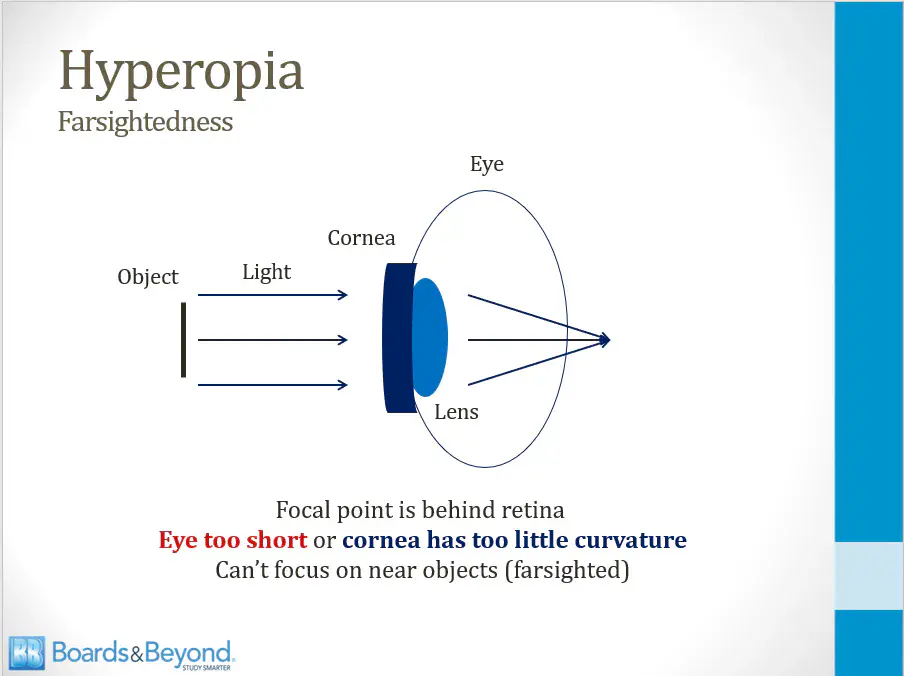 Hyperopia
Farsightedness
Eye
Cornea
Object
Light
Lens
Focal point is behind retina
Eye too short or cornea has too little curvature
Can't focus on near objects (farsighted)
BB Boards&Beyond.
STUDY SMARTER